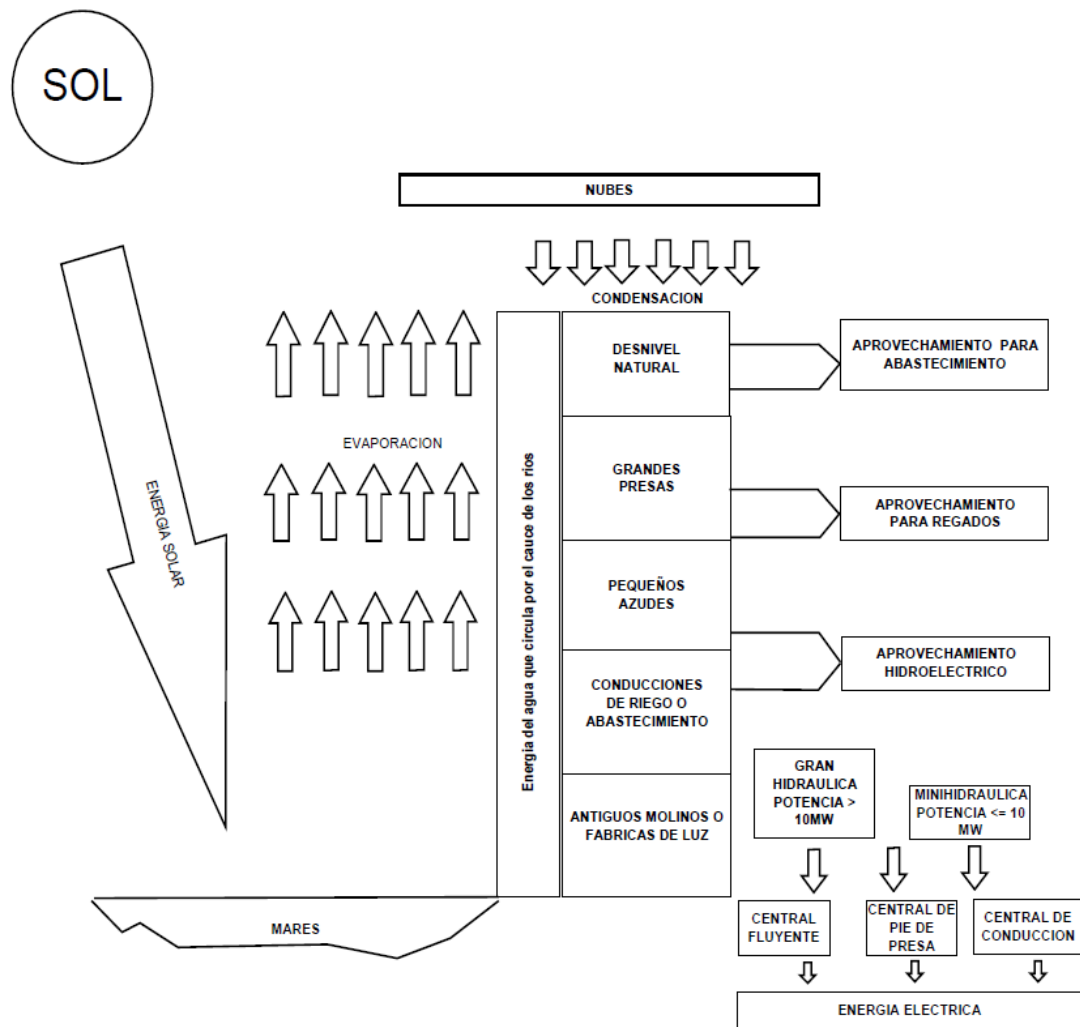 SOL
NUBES
CONDENSACION
DESNIVEL
NATURAL
APROVECHAMIENTO PARA
ABASTECIMIENTO
EVAPORACION
ENERGIA SOLAR
Energia del agua que circula por el cauce de los rios
GRANDES
PRESAS
APROVECHAMIENTO
PARA REGADOS
PEQUEÑOS
AZUDES
APROVECHAMIENTO
HIDROELECTRICO
CONDUCCIONES
DE RIEGO O
ABASTECIMIENTO
GRAN
HIDRAULICA
POTENCIA >
10MW
MINIHIDRAULICA
POTENCIA <= 10
MW
ANTIGUOS MOLINOS O
FABRICAS DE LUZ
MARES
CENTRAL
FLUYENTE
CENTRAL DE
PIE DE
PRESA
CENTRAL DE
CONDUCCION
ENERGIA ELECTRICA